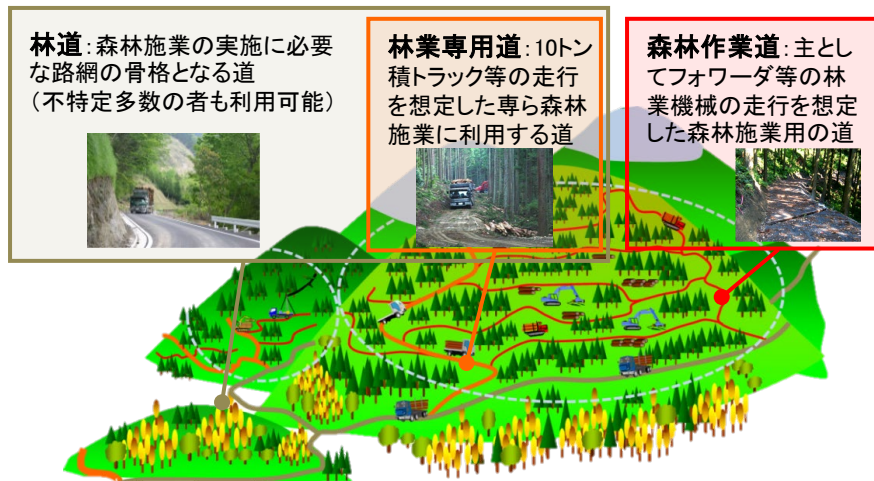 林道：森林施業の実施に必要
な路網の骨格となる道
（不特定多数の者も利用可能）
林業専用道：10トン
積トラック等の走行
を想定した専ら森林
施業に利用する道
森林作業道：主とし
てフォワーダ等の林
業機械の走行を想定
した森林施業用の道